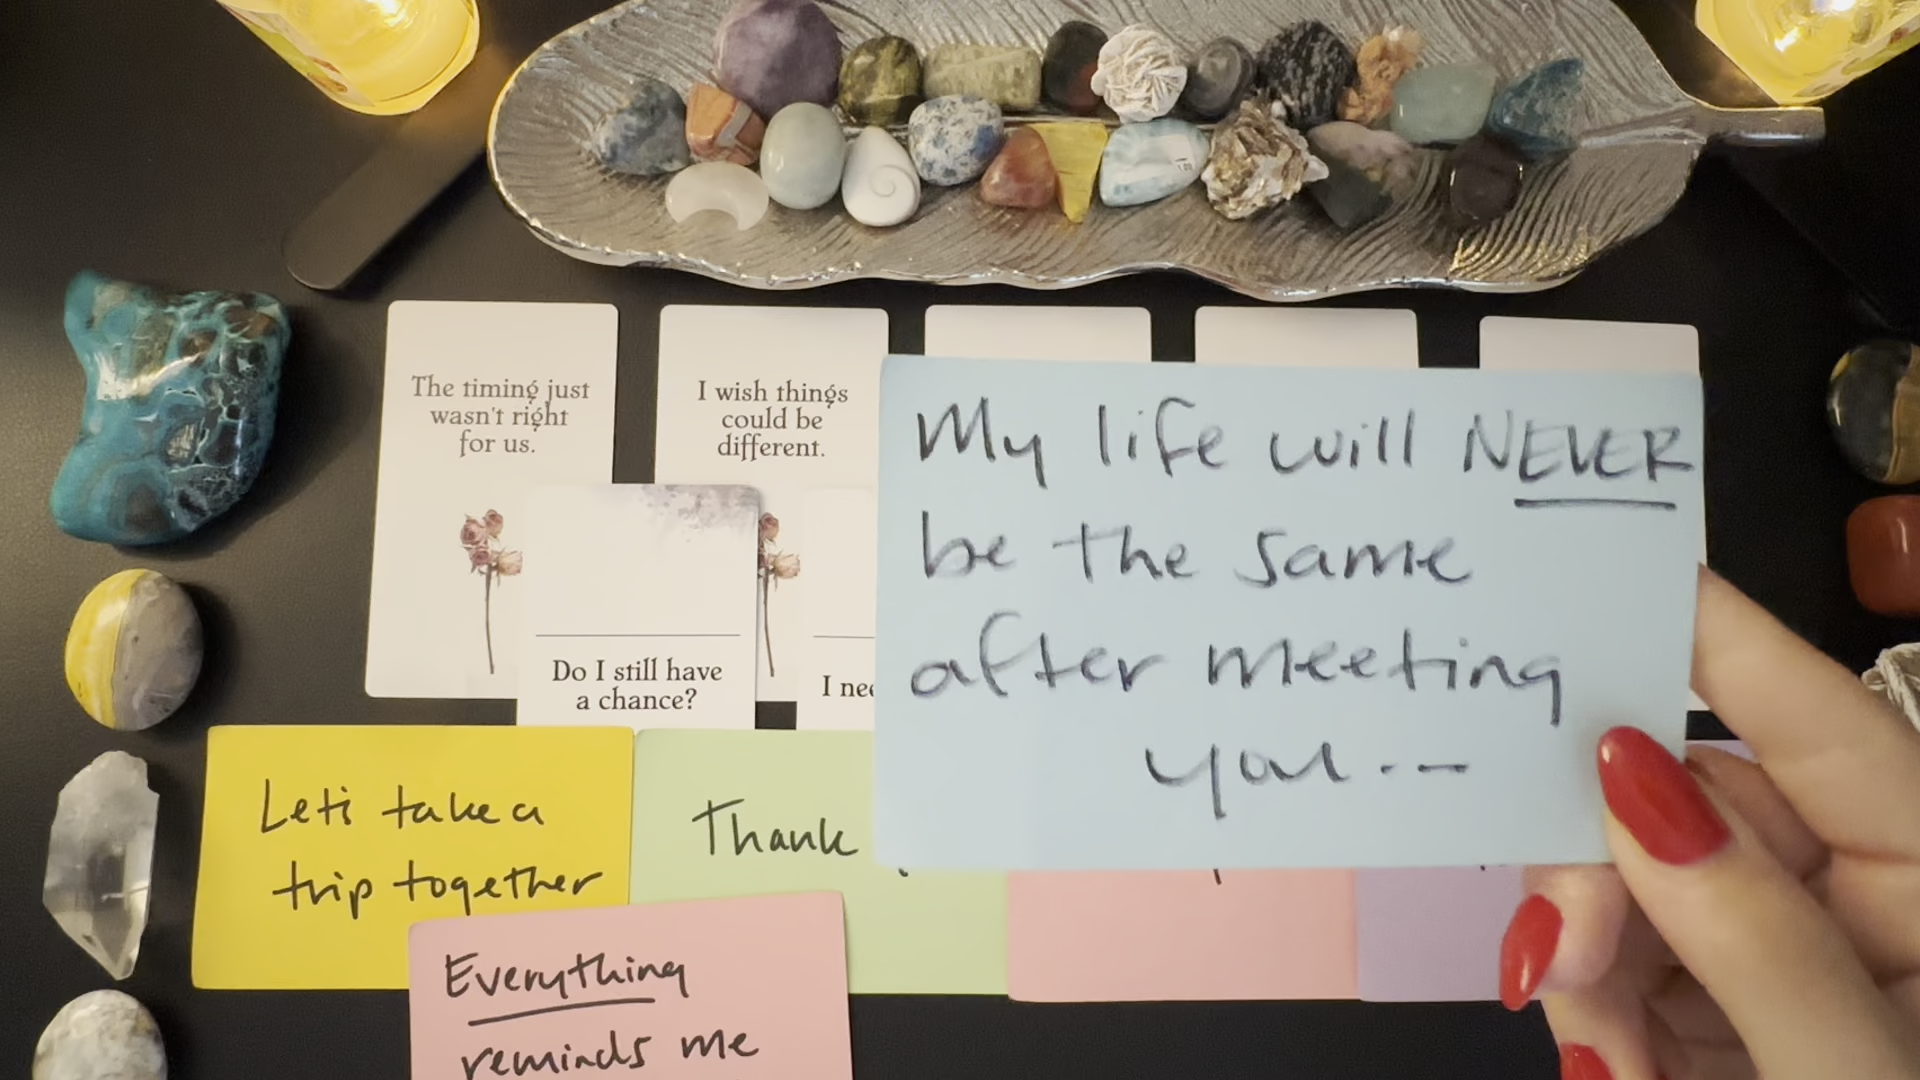 The timing just
wasn't right
for us.
I wish things
could be
different.
Do I still have
a chance?
I
My life will NEVER
be the same
after meeting
you...
Let's take a
trip together
Thank
Everything
reminds me